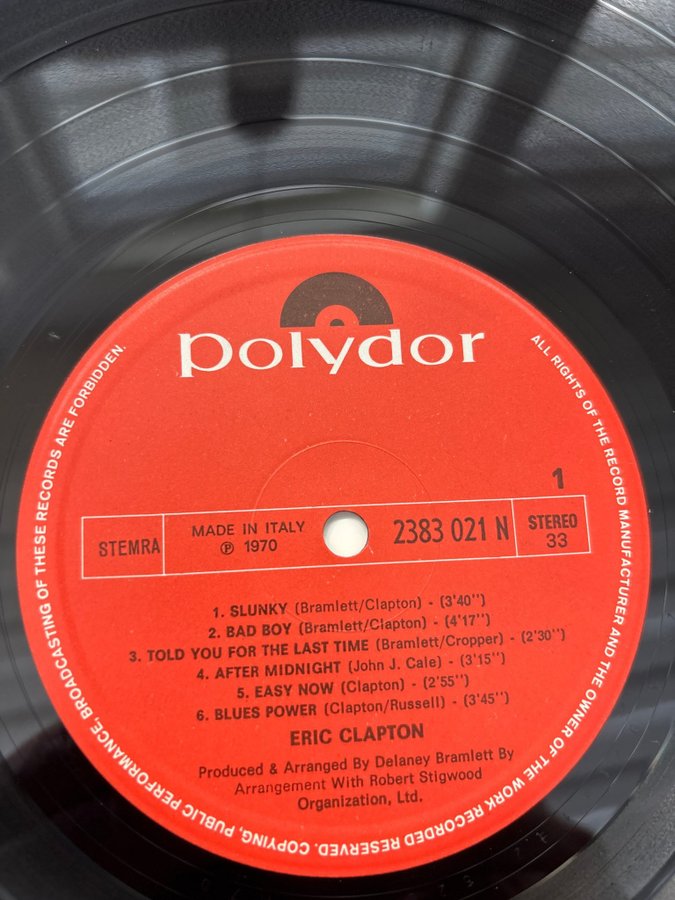 polydor
1
STEMRA
MADE IN ITALY
℗ 1970
2383 021 N
STEREO
33
1. SLUNKY (Bramlett/Clapton) - (3'40")
2. BAD BOY (Bramlett/Clapton) - (4'17")
3. TOLD YOU FOR THE LAST TIME (Bramlett/Cropper) - (2'30")
4. AFTER MIDNIGHT (John J. Cale) - (3'15")
5. EASY NOW (Clapton) - (2'55")
6. BLUES POWER (Clapton/Russell) - (3'45")
ERIC CLAPTON
Produced & Arranged By Delaney Bramlett By
Arrangement With Robert Stigwood
Organization, Ltd.
ALL RIGHTS OF THE RECORD MANUFACTURER AND THE OWNER OF THE WORK RECORDED RESERVED. COPYING, PUBLIC PERFORMANCE, BROADCASTING OF THESE RECORDS ARE FORBIDDEN.